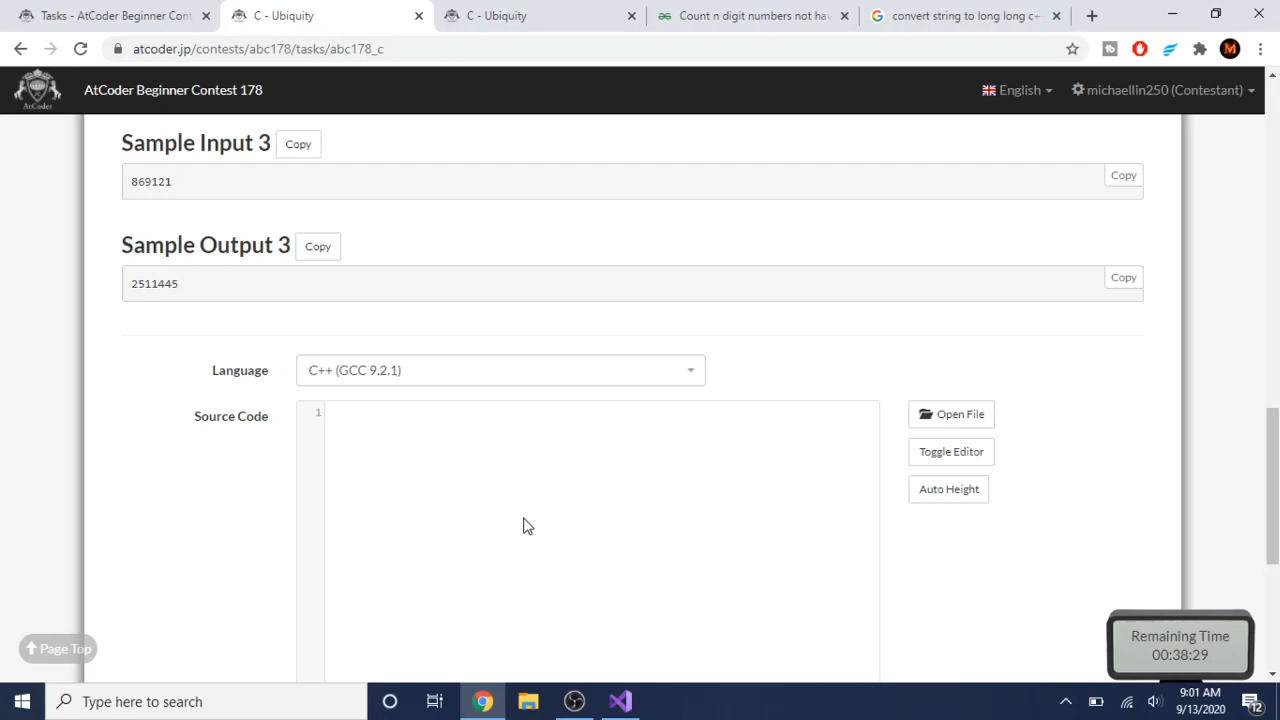 Tasks - AtCoder Beginner Cont
C - Ubiquity
C - Ubiquity
Count n digit numbers not hav
convert string to long long c+
atcoder.jp/contests/abc178/tasks/abc178_c
M
AtCoder
AtCoder Beginner Contest 178
English
michaellin250 (Contestant)
Sample Input 3
Copy
869121
Copy
Sample Output 3
Copy
2511445
Copy
Language
C++ (GCC 9.2.1)
Source Code
1
Open File
Toggle Editor
Auto Height
Page Top
Remaining Time
00:38:29
Type here to search
9:01 AM
9/13/2020
12